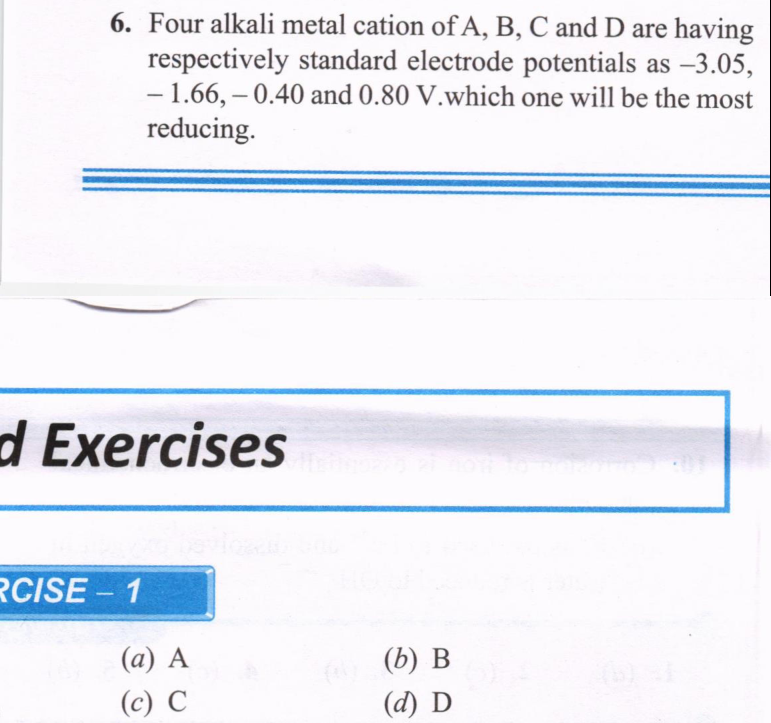 6. Four alkali metal cation of A, B, C and D are having
respectively standard electrode potentials as –3.05,
– 1.66, – 0.40 and 0.80 V.which one will be the most
reducing.
d Exercises
RCISE – 1
(a) A (b) B
(c) C (d) D